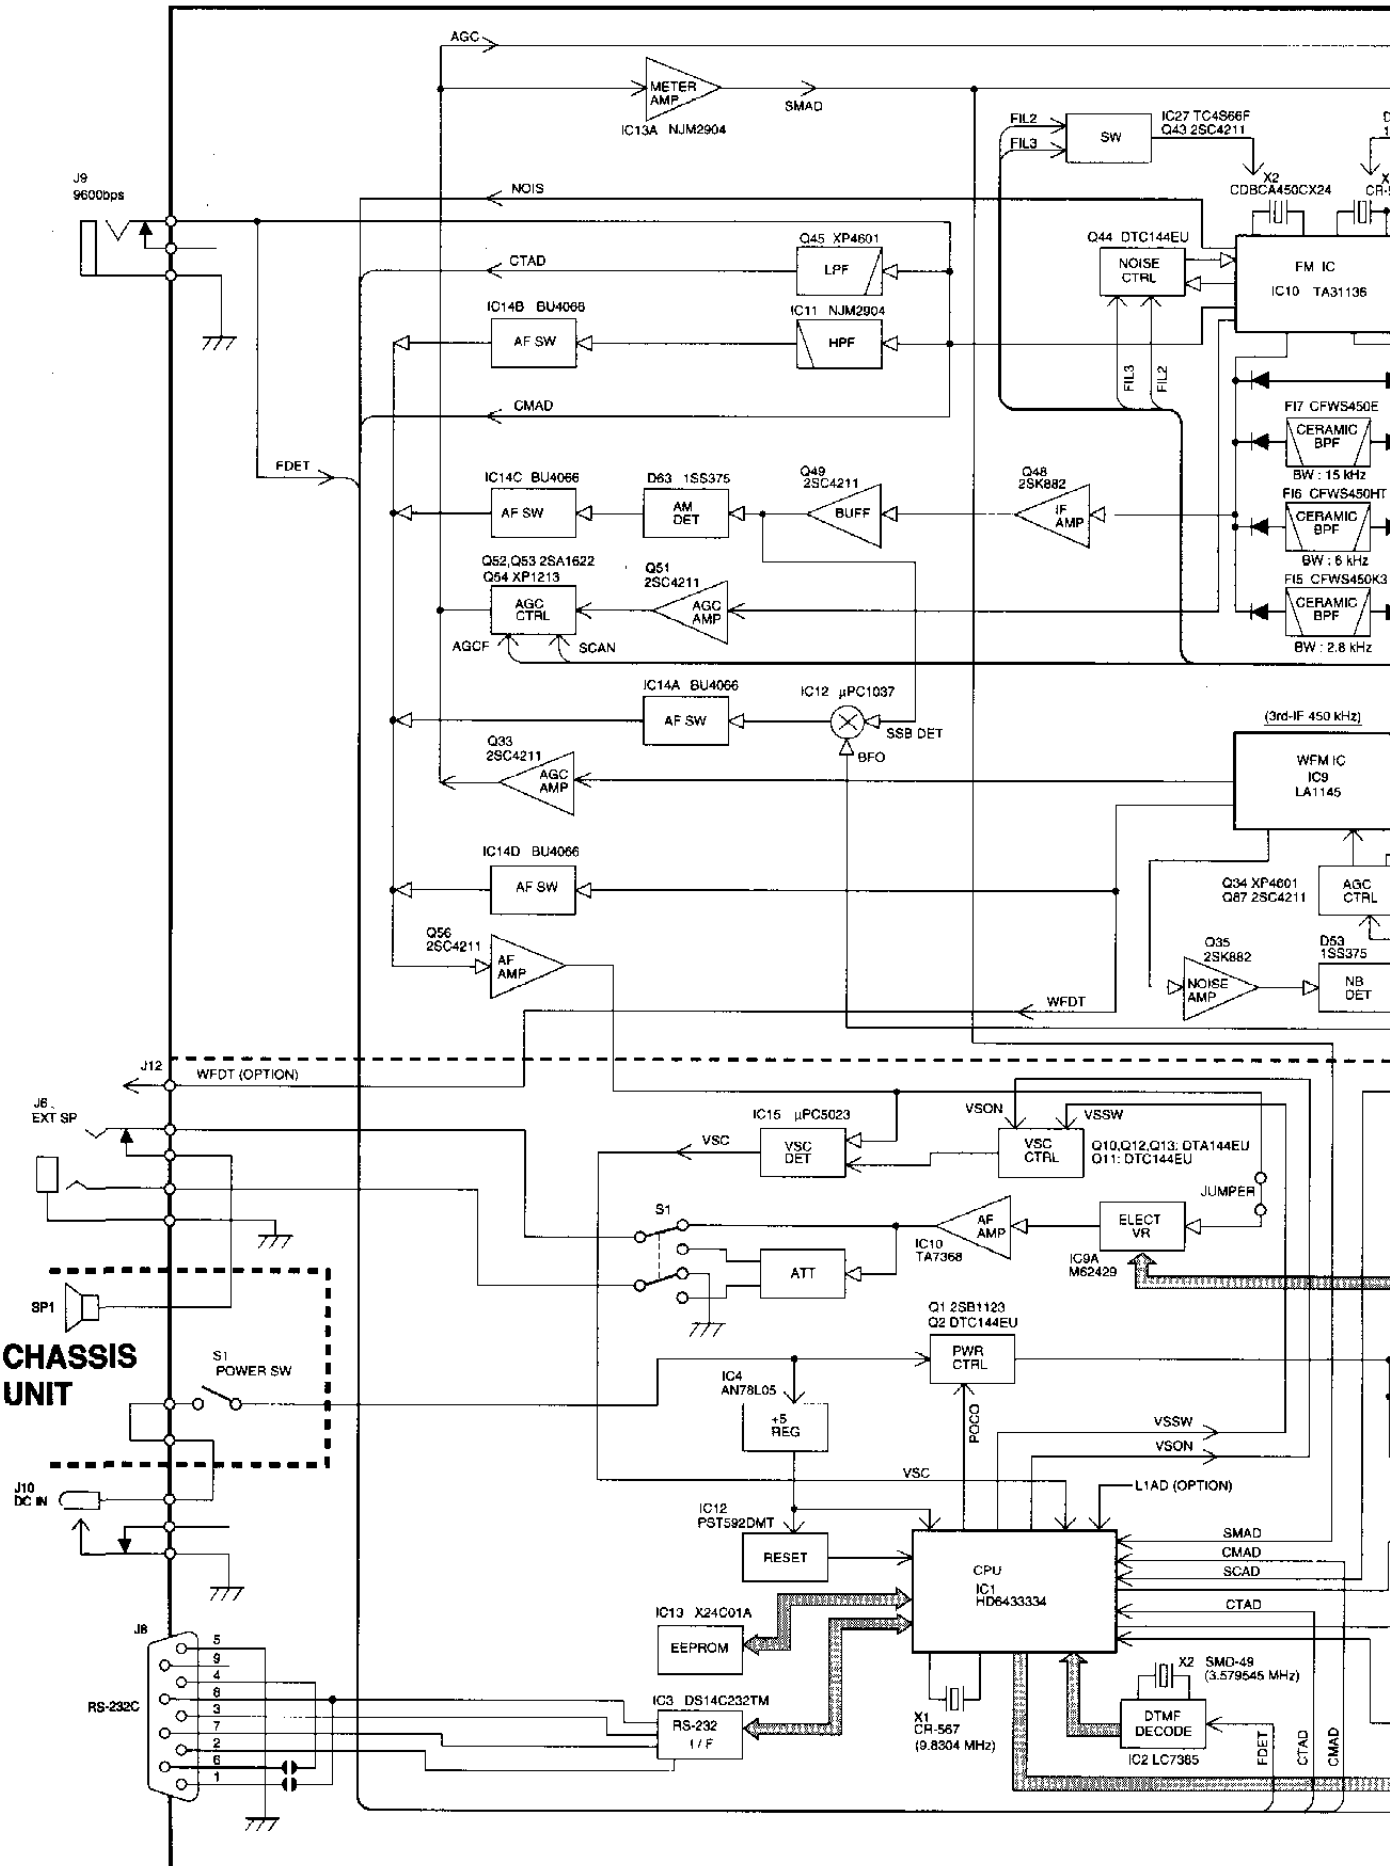 AGC
METER
AMP
SMAD
IC13A NJM2904
FIL2
FIL3
SW
IC27 TC4S66F
Q43 2SC4211
X2
CDBCA450CX24
J9
9600bps
NOIS
Q45 XP4601
LPF
CTAD
Q44 DTC144EU
NOISE
CTRL
FM IC
IC10 TA31136
IC14B BU4066
AF SW
IC11 NJM2904
HPF
FIL3
FIL2
CMAD
FI7 CFWS450E
CERAMIC
BPF
BW : 15 kHz
FDET
IC14C BU4066
AF SW
D63 1SS375
AM
DET
Q49
2SC4211
BUFF
Q48
2SK882
IF
AMP
FI6 CFWS450HT
CERAMIC
BPF
BW : 6 kHz
Q52,Q53 2SA1622
Q54 XP1213
AGC
CTRL
Q51
2SC4211
AGC
AMP
FI5 CFWS450K3
CERAMIC
BPF
BW : 2.8 kHz
AGCF
SCAN
IC14A BU4066
AF SW
IC12 μPC1037
SSB DET
BFO
(3rd-IF 450 kHz)
WFM IC
IC9
LA1145
Q33
2SC4211
AGC
AMP
IC14D BU4066
AF SW
Q34 XP4601
Q87 2SC4211
AGC
CTRL
Q56
2SC4211
AF
AMP
Q35
2SK882
NOISE
AMP
D53
1SS375
NB
DET
WFDT
J12
WFDT (OPTION)
J6
EXT SP
IC15 μPC5023
VSC
DET
VSC
VSON
VSSW
VSC
CTRL
Q10,Q12,Q13: DTA144EU
Q11: DTC144EU
JUMPER
S1
AF
AMP
IC10
TA7368
ELECT
VR
IC9A
M62429
ATT
SP1
CHASSIS
UNIT
S1
POWER SW
Q1 2SB1123
Q2 DTC144EU
PWR
CTRL
IC4
AN78L05
+5
REG
POCO
VSSW
VSON
VSC
L1AD (OPTION)
J10
DC IN
IC12
PST592DMT
RESET
CPU
IC1
HD6433334
SMAD
CMAD
SCAD
CTAD
IC13 X24C01A
EEPROM
J8
RS-232C
5
9
4
8
3
7
2
6
1
IC3 DS14C232TM
RS-232
I / F
X1
CR-567
(9.8304 MHz)
X2 SMD-49
(3.579545 MHz)
DTMF
DECODE
IC2 LC7385
FDET
CTAD
CMAD